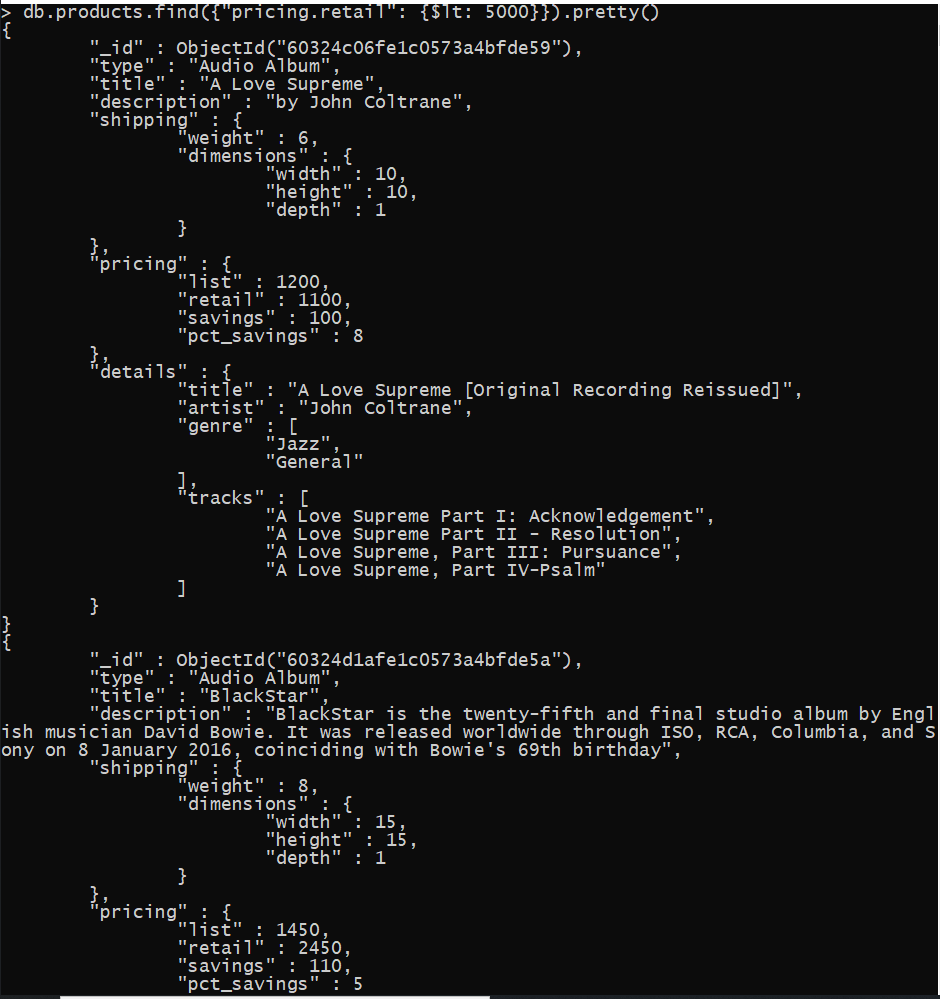 > db.products.find({"pricing.retail": {$lt: 5000}}).pretty()
{
        "_id" : ObjectId("60324c06fe1c0573a4bfde59"),
        "type" : "Audio Album",
        "title" : "A Love Supreme",
        "description" : "by John Coltrane",
        "shipping" : {
                "weight" : 6,
                "dimensions" : {
                        "width" : 10,
                        "height" : 10,
                        "depth" : 1
                }
        },
        "pricing" : {
                "list" : 1200,
                "retail" : 1100,
                "savings" : 100,
                "pct_savings" : 8
        },
        "details" : {
                "title" : "A Love Supreme [Original Recording Reissued]",
                "artist" : "John Coltrane",
                "genre" : [
                        "Jazz",
                        "General"
                ],
                "tracks" : [
                        "A Love Supreme Part I: Acknowledgement",
                        "A Love Supreme Part II - Resolution",
                        "A Love Supreme, Part III: Pursuance",
                        "A Love Supreme, Part IV-Psalm"
                ]
        }
}
{
        "_id" : ObjectId("60324d1afe1c0573a4bfde5a"),
        "type" : "Audio Album",
        "title" : "BlackStar",
        "description" : "BlackStar is the twenty-fifth and final studio album by Engl
ish musician David Bowie. It was released worldwide through ISO, RCA, Columbia, and S
ony on 8 January 2016, coinciding with Bowie's 69th birthday",
        "shipping" : {
                "weight" : 8,
                "dimensions" : {
                        "width" : 15,
                        "height" : 15,
                        "depth" : 1
                }
        },
        "pricing" : {
                "list" : 1450,
                "retail" : 2450,
                "savings" : 110,
                "pct_savings" : 5